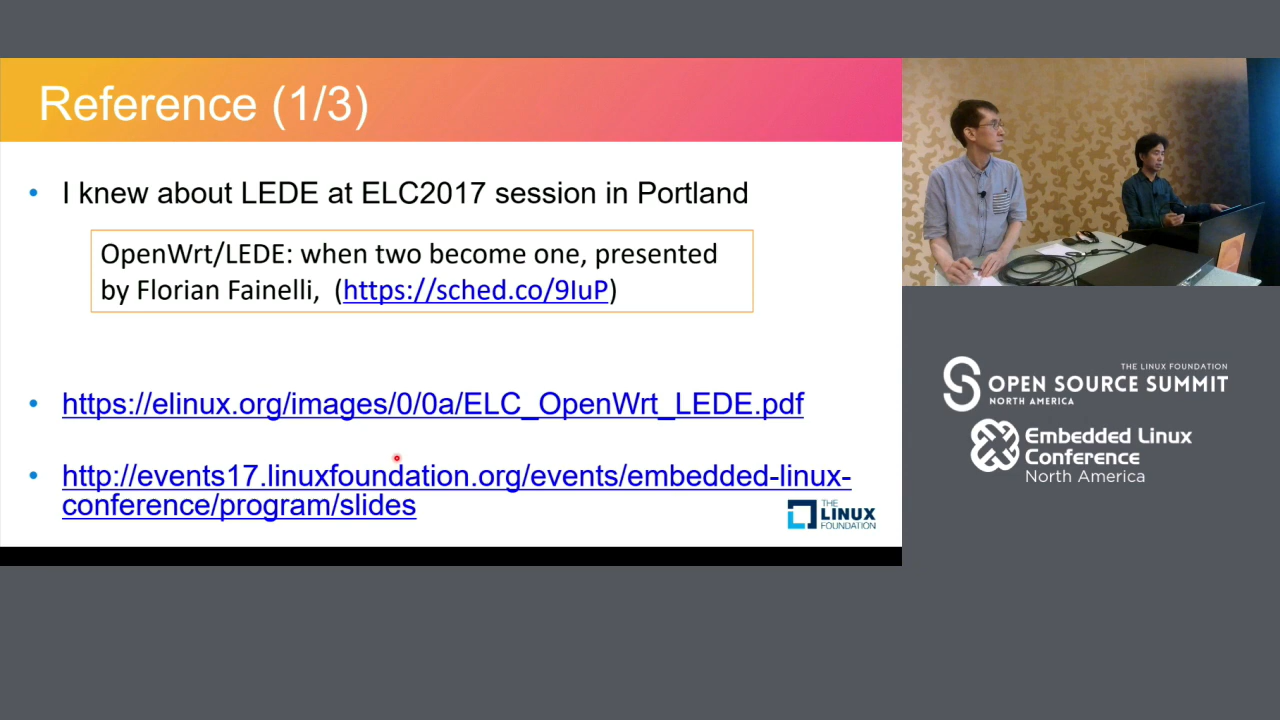 Reference (1/3)
• I knew about LEDE at ELC2017 session in Portland
OpenWrt/LEDE: when two become one, presented
by Florian Fainelli, (https://sched.co/9IuP)
• https://elinux.org/images/0/0a/ELC_OpenWrt_LEDE.pdf
• http://events17.linuxfoundation.org/events/embedded-linux-
conference/program/slides
THE
LINUX
FOUNDATION
THE LINUX FOUNDATION
OPEN SOURCE SUMMIT
NORTH AMERICA
Embedded Linux
Conference
North America